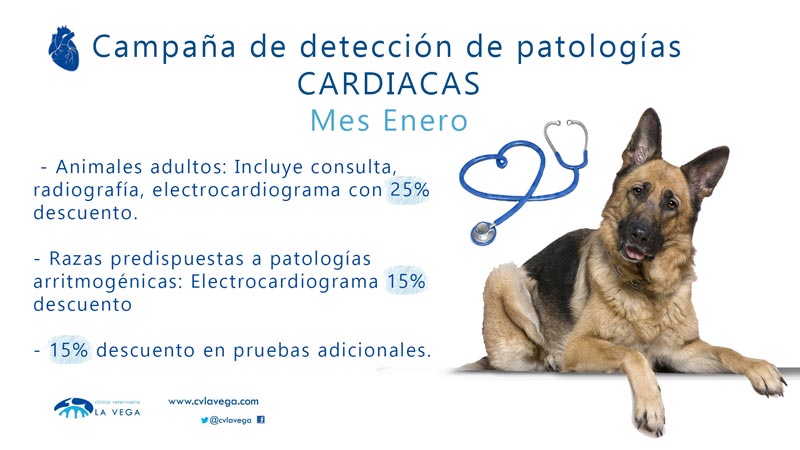 Campaña de detección de patologías
CARDIACAS
Mes Enero
- Animales adultos: Incluye consulta,
radiografía, electrocardiograma con 25%
descuento.
- Razas predispuestas a patologías
arritmogénicas: Electrocardiograma 15%
descuento
- 15% descuento en pruebas adicionales.
clínica veterinaria
LA VEGA
www.cvlavega.com
@cvlavega